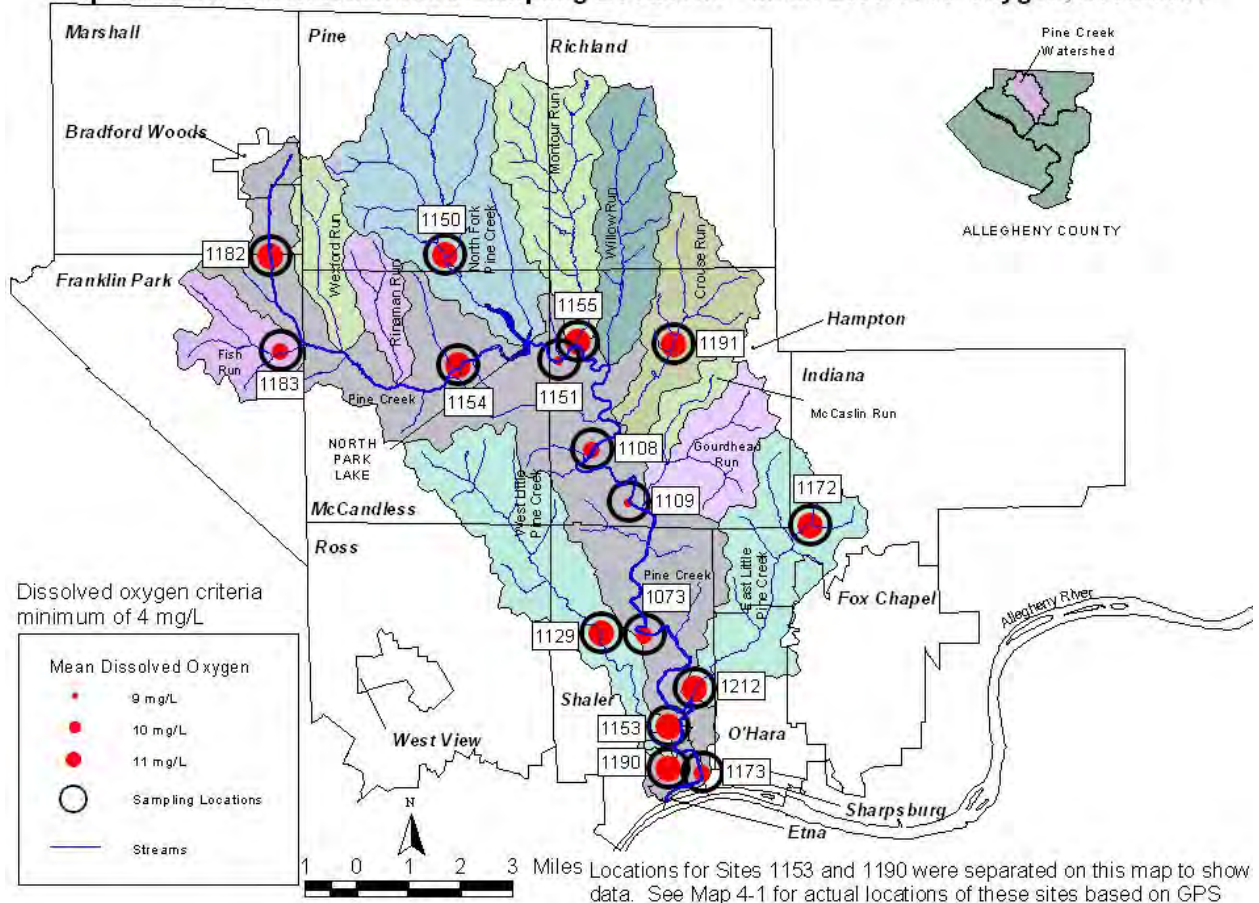 Marshall
Pine
Richland
Pine Creek
Watershed
Bradford Woods
ALLEGHENY COUNTY
Montour Run
Willow Run
Wexford Run
1150
North Fork
Pine Creek
Crouse Run
1182
Franklin Park
Rinaman Run
1155
Hampton
1191
Fish
Run
1183
Indiana
1154
1151
McCaslin Run
Pine Creek
NORTH
PARK
LAKE
1108
Gourdhead
Run
1172
West Little
Pine Creek
1109
McCandless
Ross
Pine Creek
East Little
Pine Creek
1073
Fox Chapel
Allegheny River
Dissolved oxygen criteria
minimum of 4 mg/L
1129
Mean Dissolved Oxygen
9 mg/L
10 mg/L
11 mg/L
Sampling Locations
Streams
1212
Shaler
1153
O'Hara
West View
1190
1173
Sharpsburg
Etna
N
1 0 1 2 3 Miles
Locations for Sites 1153 and 1190 were separated on this map to show
data. See Map 4-1 for actual locations of these sites based on GPS